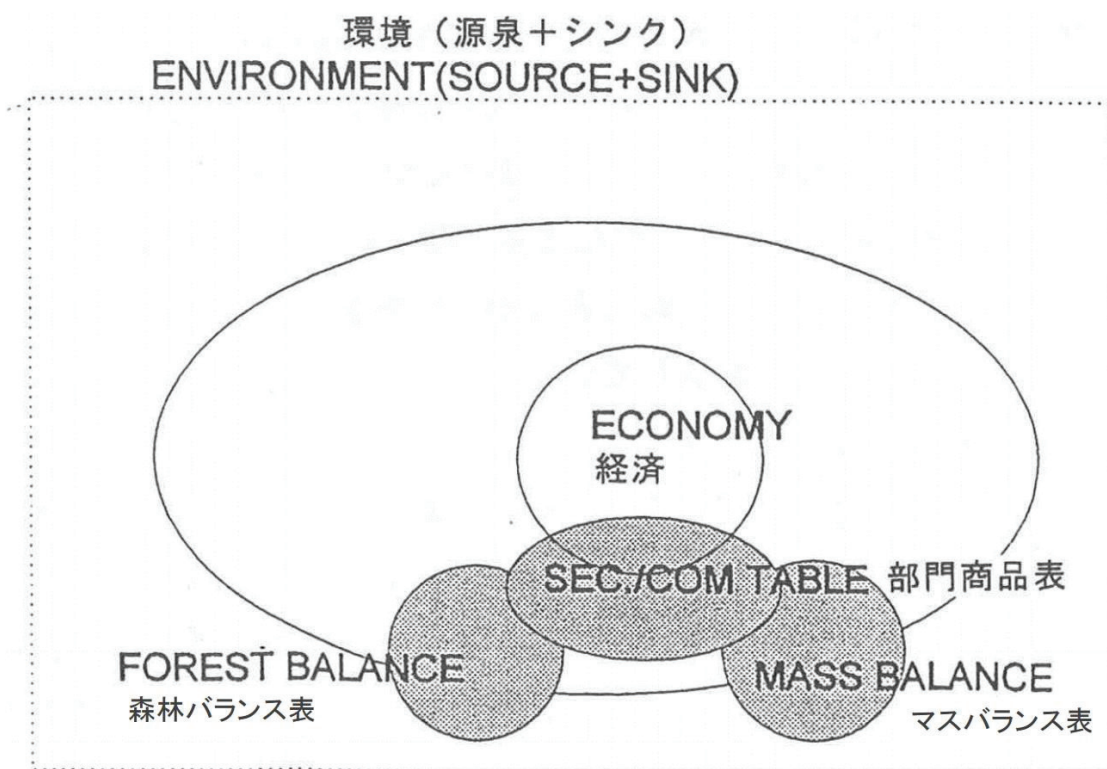 環境（源泉＋シンク）
ENVIRONMENT(SOURCE+SINK)
ECONOMY
経済
SEC./COM TABLE 部門商品表
FOREST BALANCE
森林バランス表
MASS BALANCE
マスバランス表